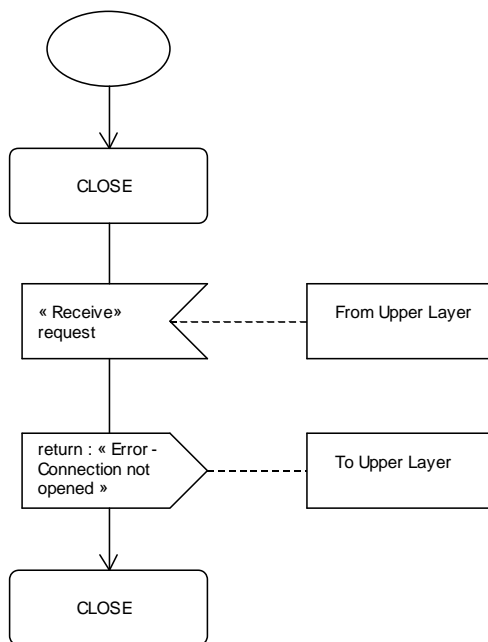 CLOSE
« Receive»
request
From Upper Layer
return : « Error -
Connection not
opened »
To Upper Layer
CLOSE